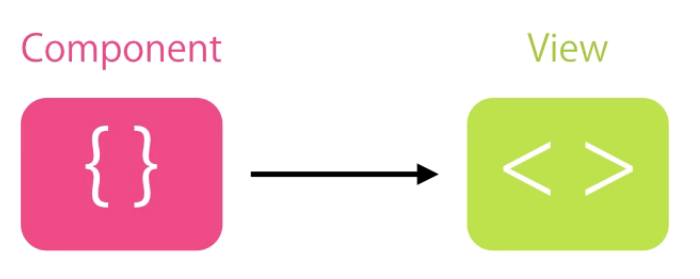 Component
View
{ }
< >